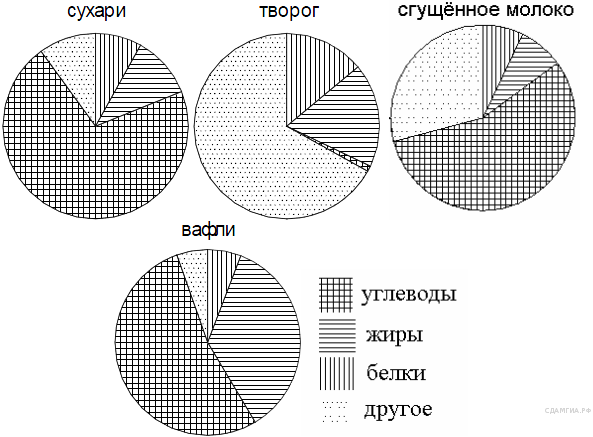 сухари
творог
сгущённое молоко
вафли
углеводы
жиры
белки
другое
СДАМГИА.РФ